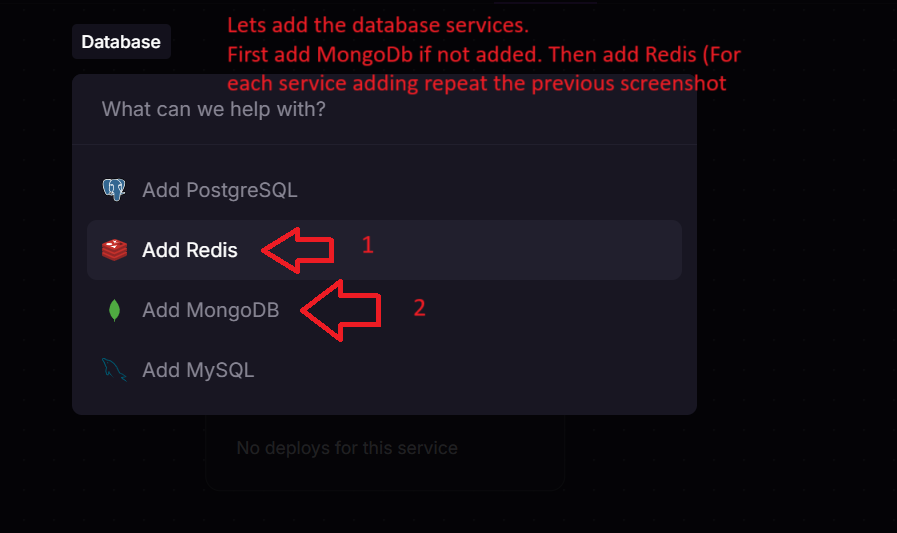 Lets add the database services.
Database
First add MongoDb if not added. Then add Redis (For
each service adding repeat the previous screenshot
What can we help with?
Add PostgreSQL
Add Redis 1
Add MongoDB 2
Add MySQL
No deploys for this service